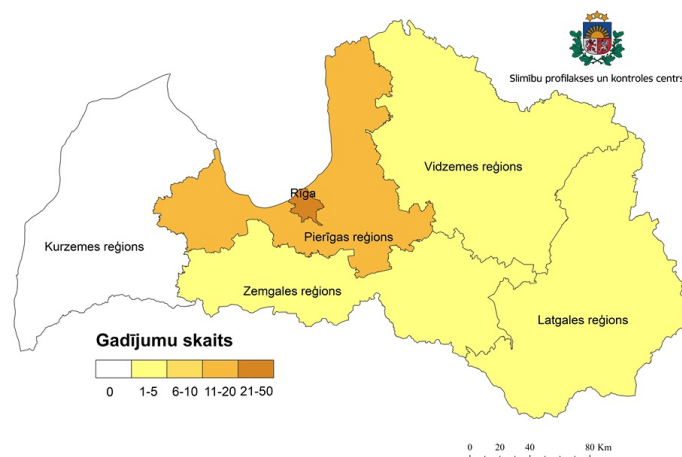 Slimību profilakses un kontroles centrs
Vidzemes reģions
Rīga
Pierīgas reģions
Kurzemes reģions
Zemgales reģions
Latgales reģions
Gadījumu skaits
0 1-5 6-10 11-20 21-50
0 20 40 80 Km